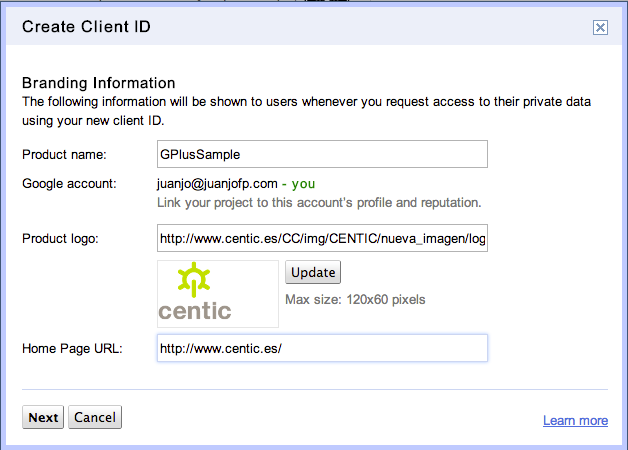 Create Client ID
Branding Information
The following information will be shown to users whenever you request access to their private data
using your new client ID.
Product name: GPlusSample
Google account: juanjo@juanjofp.com - you
Link your project to this account's profile and reputation.
Product logo: http://www.centic.es/CC/img/CENTIC/nueva_imagen/log
Update
Max size: 120x60 pixels
centic
Home Page URL: http://www.centic.es/
Next Cancel Learn more